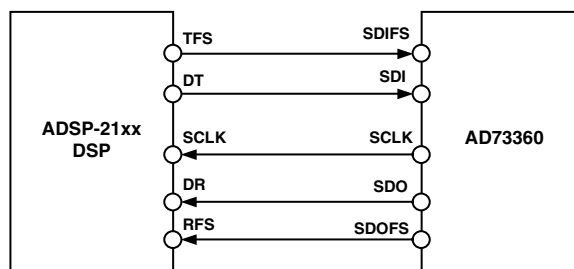 TFS SDIFS
DT SDI
ADSP-21xx
DSP
SCLK SCLK
AD73360
DR SDO
RFS SDOFS